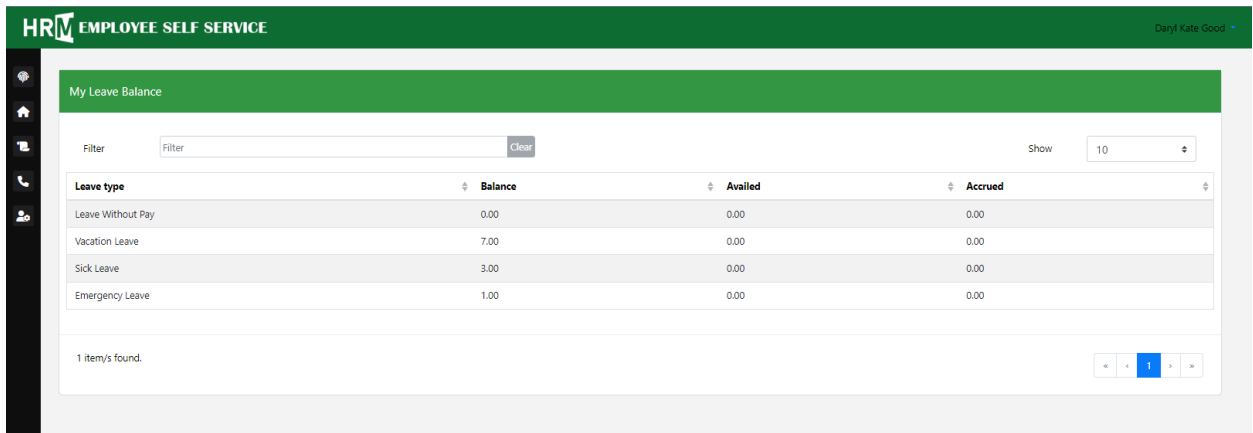 HRM EMPLOYEE SELF SERVICE
Daryl Kate Good
My Leave Balance
Filter Filter Clear Show 10
Leave type Balance Availed Accrued
Leave Without Pay 0.00 0.00 0.00
Vacation Leave 7.00 0.00 0.00
Sick Leave 3.00 0.00 0.00
Emergency Leave 1.00 0.00 0.00
1 item/s found.
« ‹ 1 › »